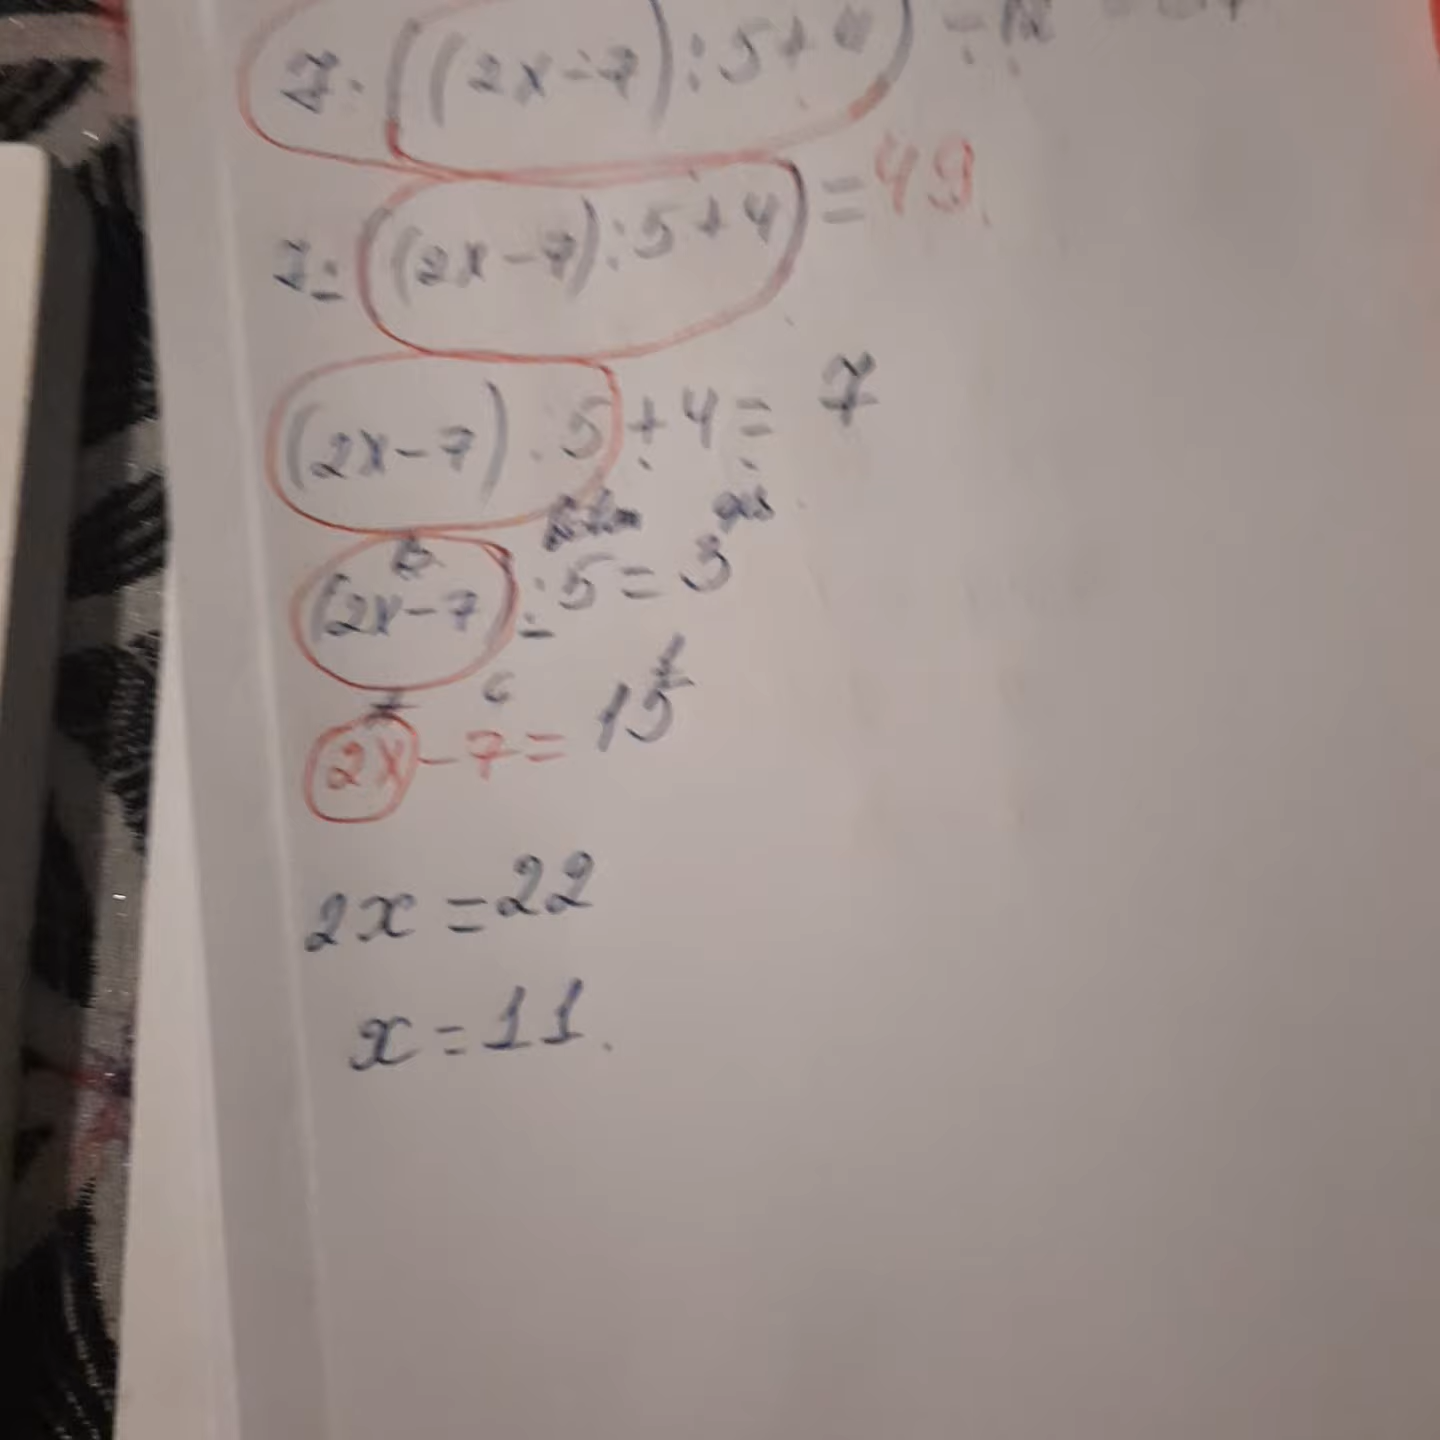 7·((2x-7):5+4)-12
7·((2x-7):5+4)=49.
(2x-7):5+4=7
(2x-7):5=3
2x-7=15
2x=22
x=11.